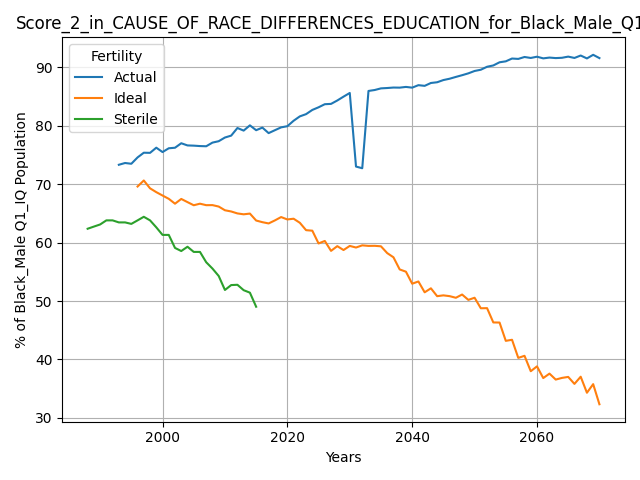 Score_2_in_CAUSE_OF_RACE_DIFFERENCES_EDUCATION_for_Black_Male_Q1
Fertility
Actual
Ideal
Sterile
% of Black_Male Q1_IQ Population
90
80
70
60
50
40
30
2000 2020 2040 2060
Years